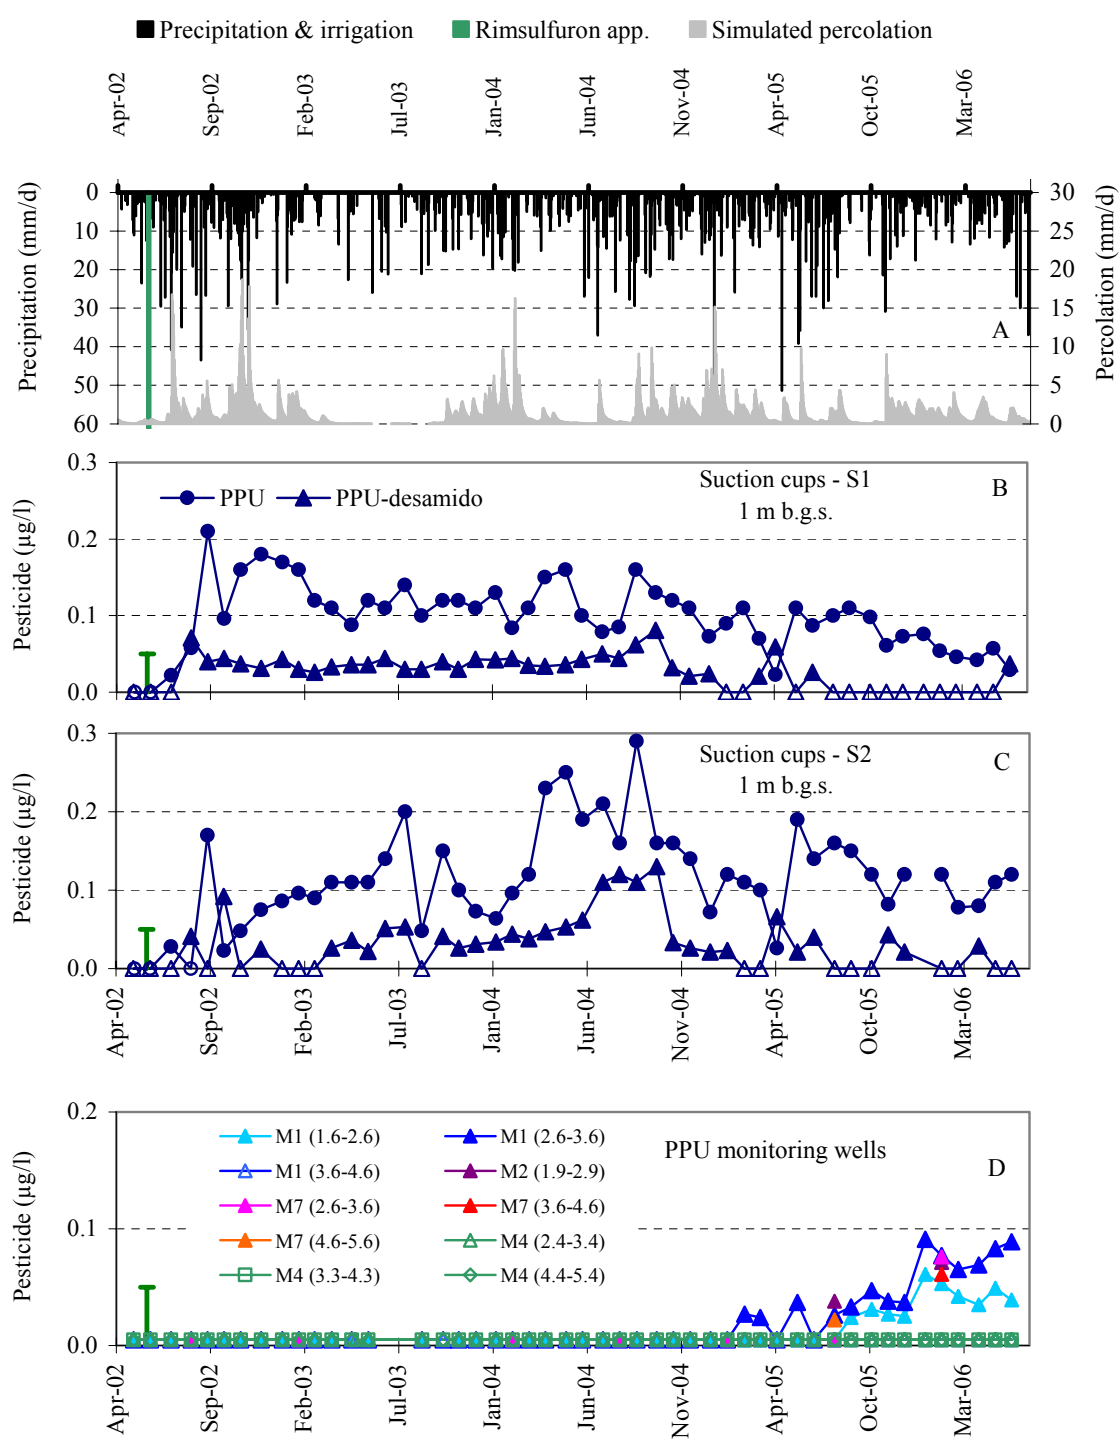 Precipitation & irrigation Rimsulfuron app. Simulated percolation
Apr-02 Sep-02 Feb-03 Jul-03 Jan-04 Jun-04 Nov-04 Apr-05 Oct-05 Mar-06
Precipitation (mm/d)
0
10
20
30
40
50
60
30
25
20
15
10
5
0
Percolation (mm/d)
A
Pesticide (µg/l)
0.3
0.2
0.1
0.0
PPU PPU-desamido
Suction cups - S1
1 m b.g.s.
B
Pesticide (µg/l)
0.3
0.2
0.1
0.0
Suction cups - S2
1 m b.g.s.
C
Apr-02 Sep-02 Feb-03 Jul-03 Jan-04 Jun-04 Nov-04 Apr-05 Oct-05 Mar-06
Pesticide (µg/l)
0.2
0.1
0.0
M1 (1.6-2.6) M1 (2.6-3.6)
M1 (3.6-4.6) M2 (1.9-2.9)
M7 (2.6-3.6) M7 (3.6-4.6)
M7 (4.6-5.6) M4 (2.4-3.4)
M4 (3.3-4.3) M4 (4.4-5.4)
PPU monitoring wells
D
Apr-02 Sep-02 Feb-03 Jul-03 Jan-04 Jun-04 Nov-04 Apr-05 Oct-05 Mar-06